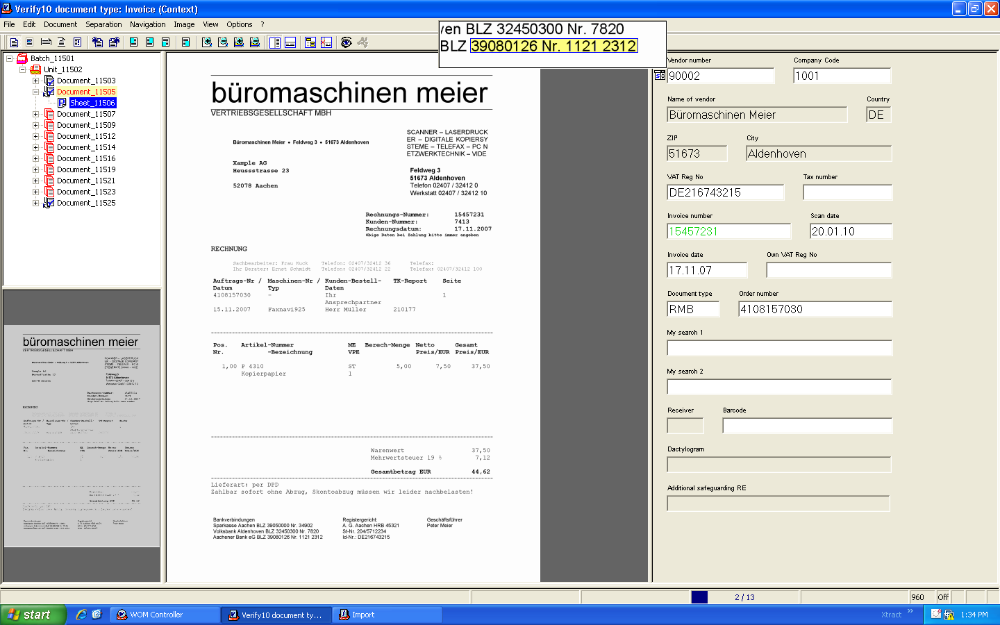 Verify10 document type: Invoice (Context)
File Edit Document Separation Navigation Image View Options ?
ven BLZ 32450300 Nr. 7820
BLZ 39080126 Nr. 1121 2312
Batch_11501
Unit_11502
Document_11503
Document_11505
Sheet_11506
Document_11507
Document_11509
Document_11512
Document_11514
Document_11516
Document_11519
Document_11521
Document_11523
Document_11525
büromaschinen meier
VERTRIEBSGESELLSCHAFT MBH
SCANNER – LASERDRUCK
ER – DIGITALE KOPIERSY
STEME – TELEFAX – PC N
ETZWERKTECHNIK – VIDE
Büromaschinen Meier • Feldweg 3 • 51673 Aldenhoven
Xample AG
Heussstrasse 23
52078 Aachen
Feldweg 3
51673 Aldenhoven
Telefon 02407 / 32412 0
Werkstatt 02407 / 32412 10
Rechnungs-Nummer: 15457231
Kunden-Nummer: 7413
Rechnungsdatum: 17.11.2007
Obige Daten bei Zahlung bitte immer angeben
RECHNUNG
Sachbearbeiter: Frau Kuck Telefon: 02407/32412 36 Telefax:
Ihr Berater: Ernst Schmidt Telefon: 02407/32412 22 Telefax: 02407/32412 100
Auftrags-Nr / Maschinen-Nr / Kunden-Bestell- TK-Report Seite
Datum Typ Daten
4108157030 - Ihr 1
Ansprechpartner
15.11.2007 Faxnavi925 Herr Müller 210177
Pos. Artikel-Nummer ME Berech-Menge Netto Gesamt
Nr. -Bezeichnung VPE Preis/EUR Preis/EUR
1,00 P 4310 ST 5,00 7,50 37,50
Kopierpapier 1
Warenwert 37,50
Mehrwertsteuer 19 % 7,12
Gesamtbetrag EUR 44,62
Lieferart: per DPD
Zahlbar sofort ohne Abzug, Skontoabzug müssen wir leider nachbelasten!
Bankverbindungen Registergericht: Geschäftsführer
Sparkasse Aachen BLZ 39050000 Nr. 34902 A. G. Aachen HRB 45321 Peter Meier
Volksbank Aldenhoven BLZ 32450300 Nr. 7820 St-Nr. 204/5712234
Aachener Bank eG BLZ 39080126 Nr. 1121 2312 Id-Nr.: DE216743215
Vendor number Company Code
90002 1001
Name of vendor Country
Büromaschinen Meier DE
ZIP City
51673 Aldenhoven
VAT Reg No Tax number
DE216743215
Invoice number Scan date
15457231 20.01.10
Invoice date Own VAT Reg No
17.11.07
Document type Order number
RMB 4108157030
My search 1
My search 2
Receiver Barcode
Dactylogram
Additional safeguarding RE
2 / 13 960 Off
start WOM Controller Verify10 document ty... Import Xtract » 1:34 PM